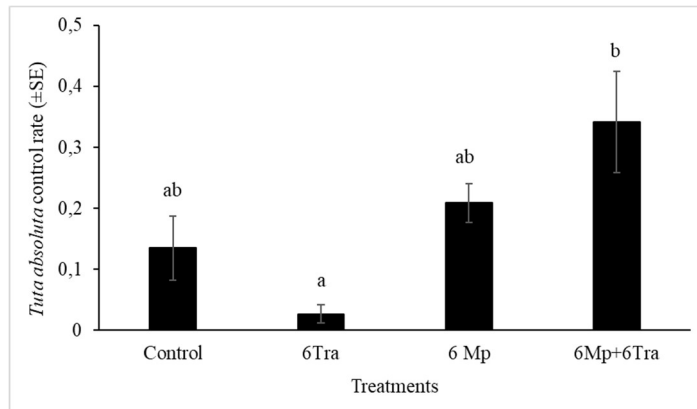 Tuta absoluta control rate (±SE)
0,5
0,4
0,3
0,2
0,1
0
ab
a
ab
b
Control 6Tra 6 Mp 6Mp+6Tra
Treatments